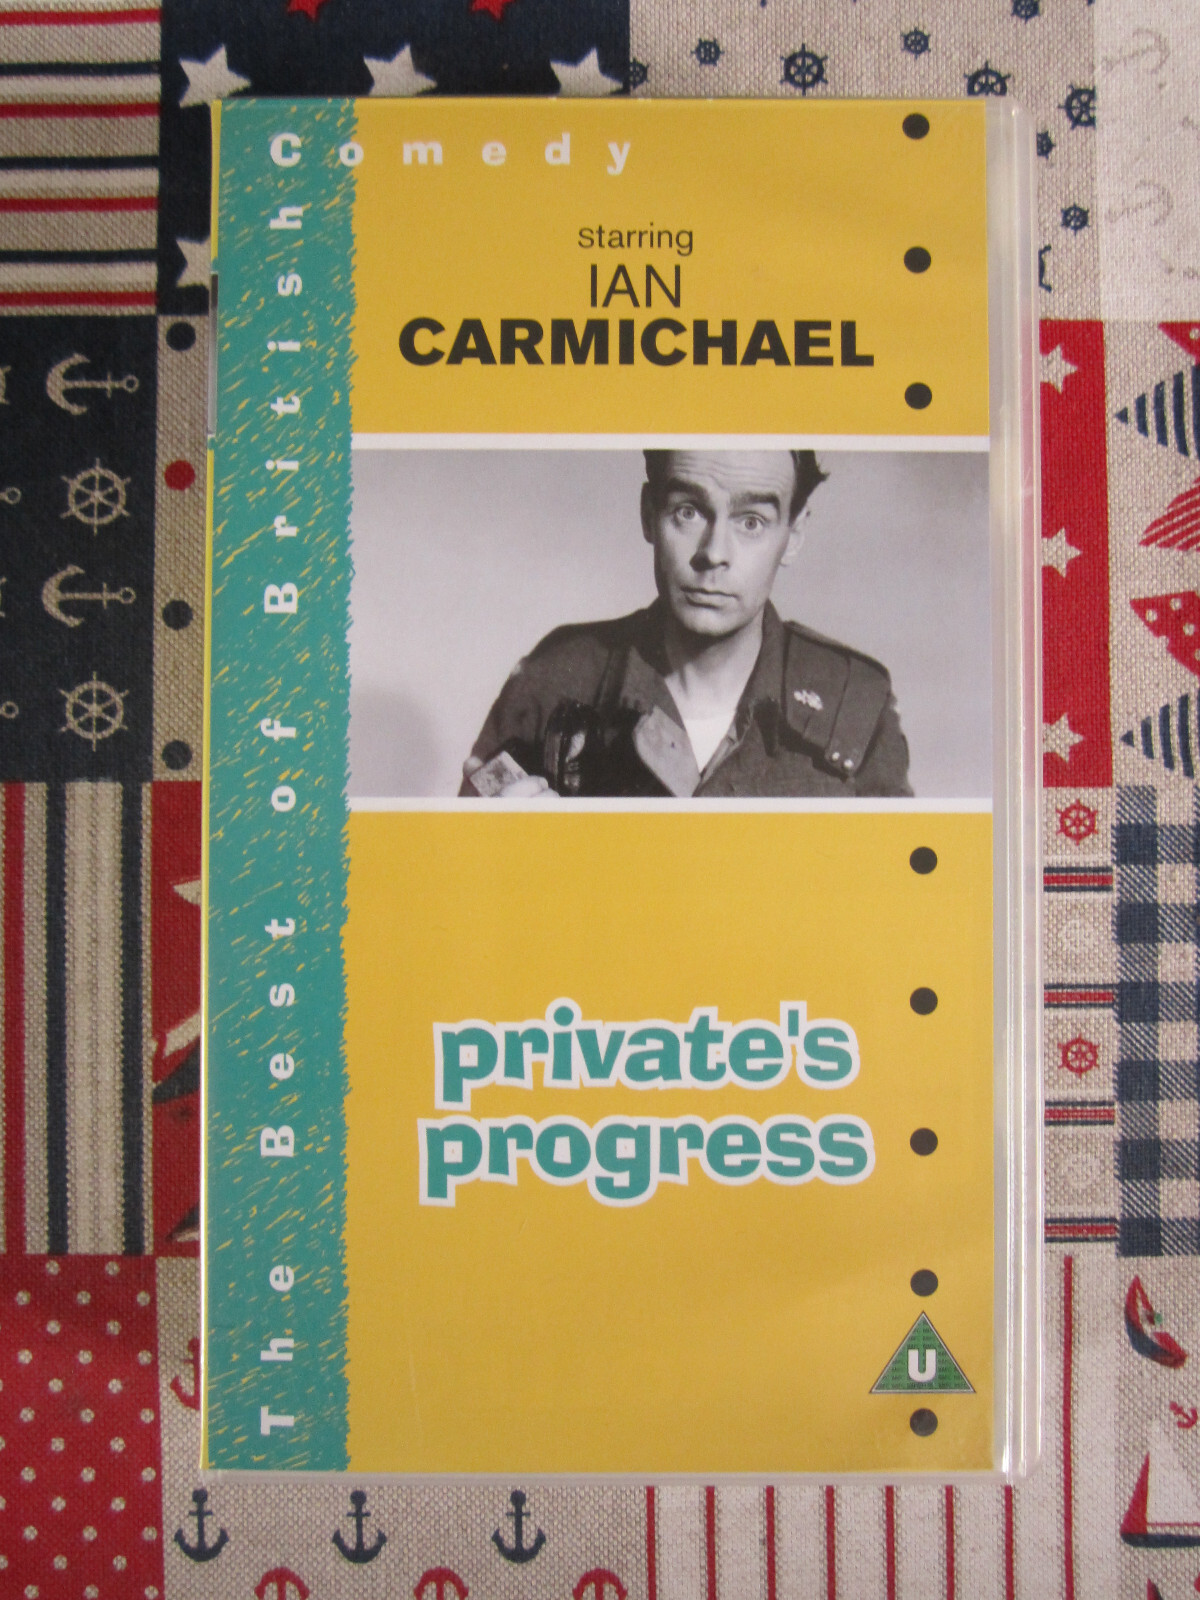 The Best of British Comedy
starring
IAN
CARMICHAEL
private's
progress
U